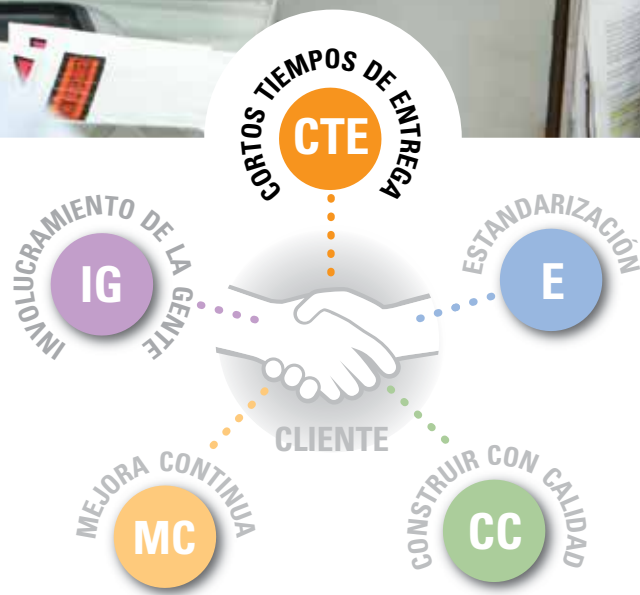 CORTOS TIEMPOS DE ENTREGA
CTE
INVOLUCRAMIENTO DE LA GENTE
IG
ESTANDARIZACIÓN
E
CLIENTE
MEJORA CONTINUA
MC
CONSTRUIR CON CALIDAD
CC